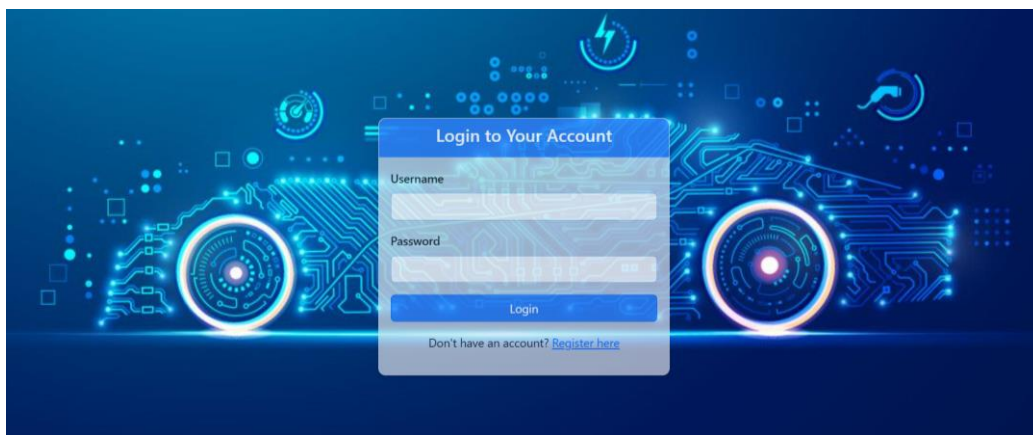 Login to Your Account
Username
Password
Login
Don't have an account? Register here